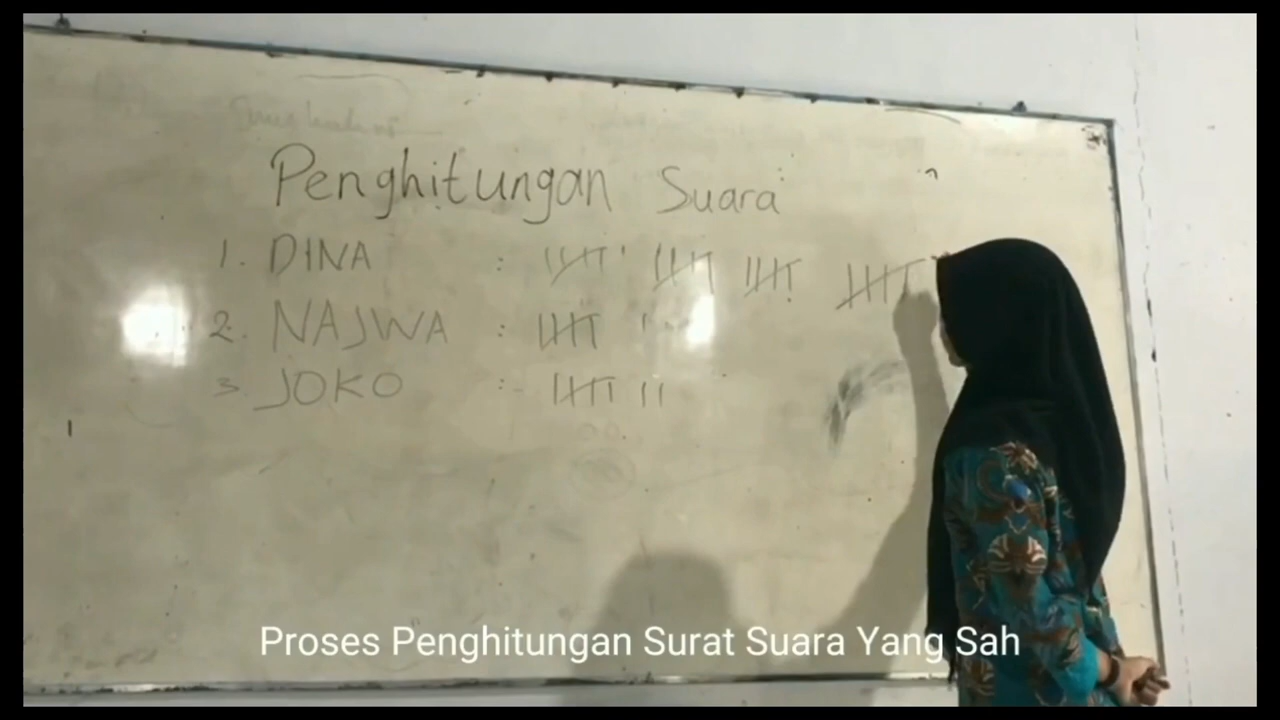 Penghitungan Suara
1. DINA :
2. NAJWA :
3. JOKO :
Proses Penghitungan Surat Suara Yang Sah